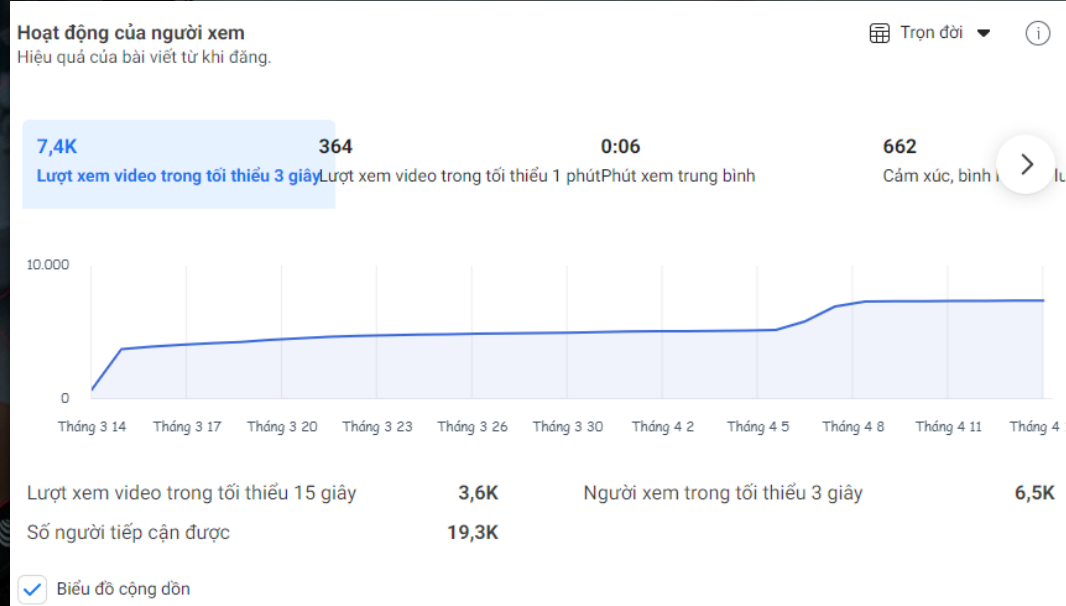 Hoạt động của người xem
Trọn đời
Hiệu quả của bài viết từ khi đăng.
7,4K
364
0:06
662
Lượt xem video trong tối thiểu 3 giây
Lượt xem video trong tối thiểu 1 phút
Phút xem trung bình
Cảm xúc, bình
10.000
0
Tháng 3 14 Tháng 3 17 Tháng 3 20 Tháng 3 23 Tháng 3 26 Tháng 3 30 Tháng 4 2 Tháng 4 5 Tháng 4 8 Tháng 4 11 Tháng 4
Lượt xem video trong tối thiểu 15 giây 3,6K
Người xem trong tối thiểu 3 giây 6,5K
Số người tiếp cận được 19,3K
Biểu đồ cộng dồn